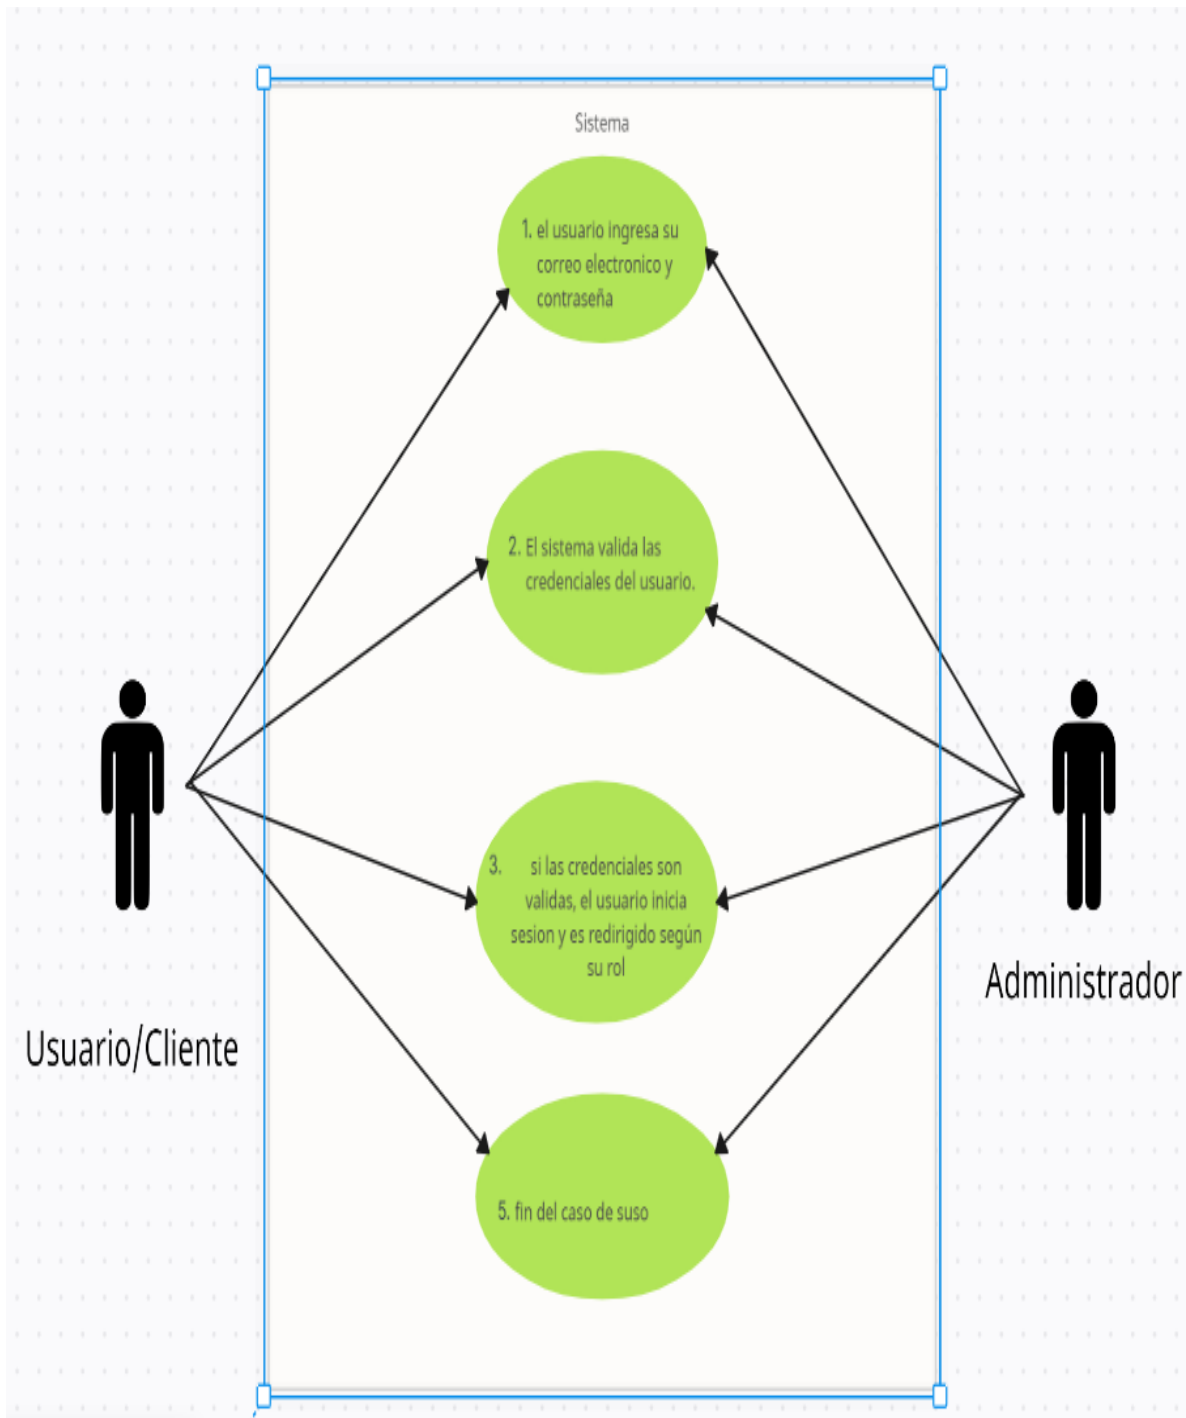 Sistema
1. el usuario ingresa su
correo electronico y
contraseña
2. El sistema valida las
credenciales del usuario.
3. si las credenciales son
validas, el usuario inicia
sesion y es redirigido según
su rol
Administrador
Usuario/Cliente
5. fin del caso de suso